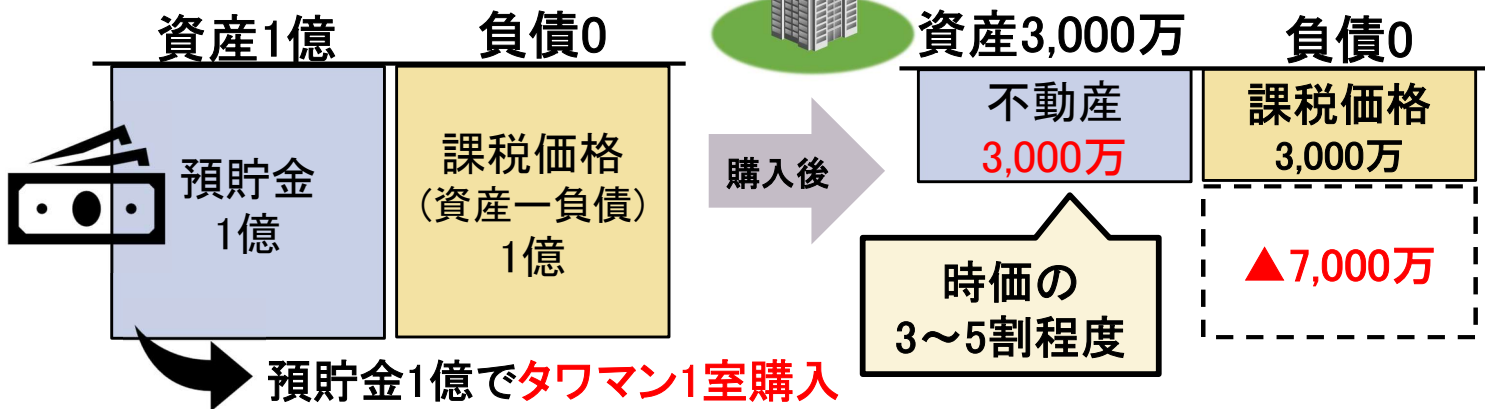 資産1億
負債0
預貯金
1億
課税価格
(資産ー負債)
1億
預貯金1億でタワマン1室購入
購入後
資産3,000万
負債0
不動産
3,000万
課税価格
3,000万
▲7,000万
時価の
3～5割程度